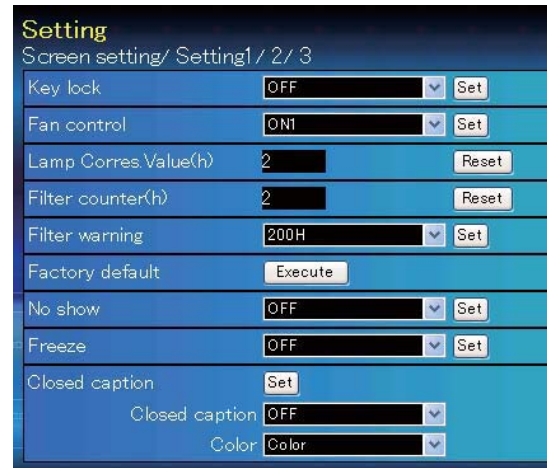 Setting
Screen setting/ Setting1 / 2/ 3
Key lock OFF Set
Fan control ON1 Set
Lamp Corres.Value(h) 2 Reset
Filter counter(h) 2 Reset
Filter warning 200H Set
Factory default Execute
No show OFF Set
Freeze OFF Set
Closed caption Set
Closed caption OFF
Color Color